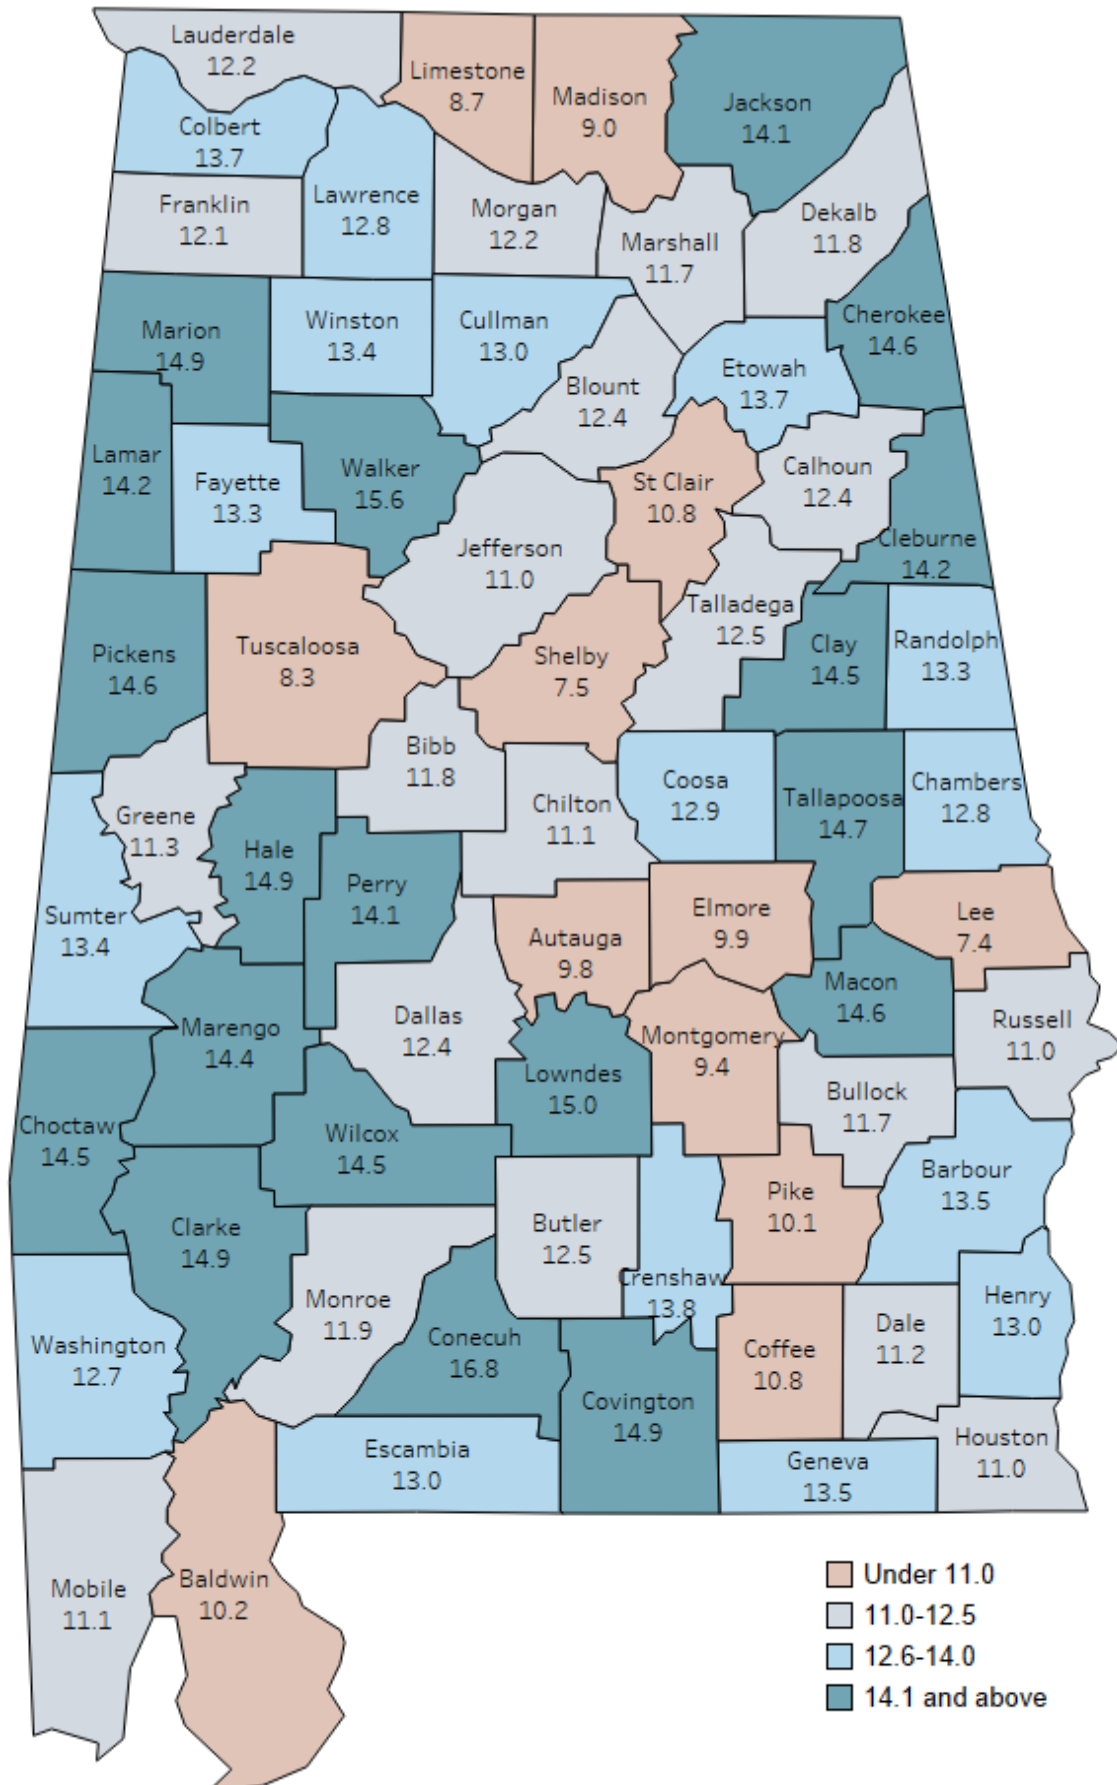 Lauderdale
12.2
Limestone
8.7
Madison
9.0
Jackson
14.1
Colbert
13.7
Franklin
12.1
Lawrence
12.8
Morgan
12.2
Marshall
11.7
Dekalb
11.8
Marion
14.9
Winston
13.4
Cullman
13.0
Cherokee
14.6
Blount
12.4
Etowah
13.7
Lamar
14.2
Fayette
13.3
Walker
15.6
St Clair
10.8
Calhoun
12.4
Jefferson
11.0
Cleburne
14.2
Talladega
12.5
Pickens
14.6
Tuscaloosa
8.3
Shelby
7.5
Clay
14.5
Randolph
13.3
Bibb
11.8
Coosa
12.9
Tallapoosa
14.7
Chambers
12.8
Greene
11.3
Chilton
11.1
Hale
14.9
Perry
14.1
Sumter
13.4
Autauga
9.8
Elmore
9.9
Lee
7.4
Macon
14.6
Dallas
12.4
Marengo
14.4
Montgomery
9.4
Russell
11.0
Lowndes
15.0
Bullock
11.7
Choctaw
14.5
Wilcox
14.5
Barbour
13.5
Clarke
14.9
Butler
12.5
Pike
10.1
Crenshaw
13.8
Henry
13.0
Monroe
11.9
Washington
12.7
Conecuh
16.8
Coffee
10.8
Dale
11.2
Covington
14.9
Escambia
13.0
Geneva
13.5
Houston
11.0
Mobile
11.1
Baldwin
10.2
Under 11.0
11.0-12.5
12.6-14.0
14.1 and above